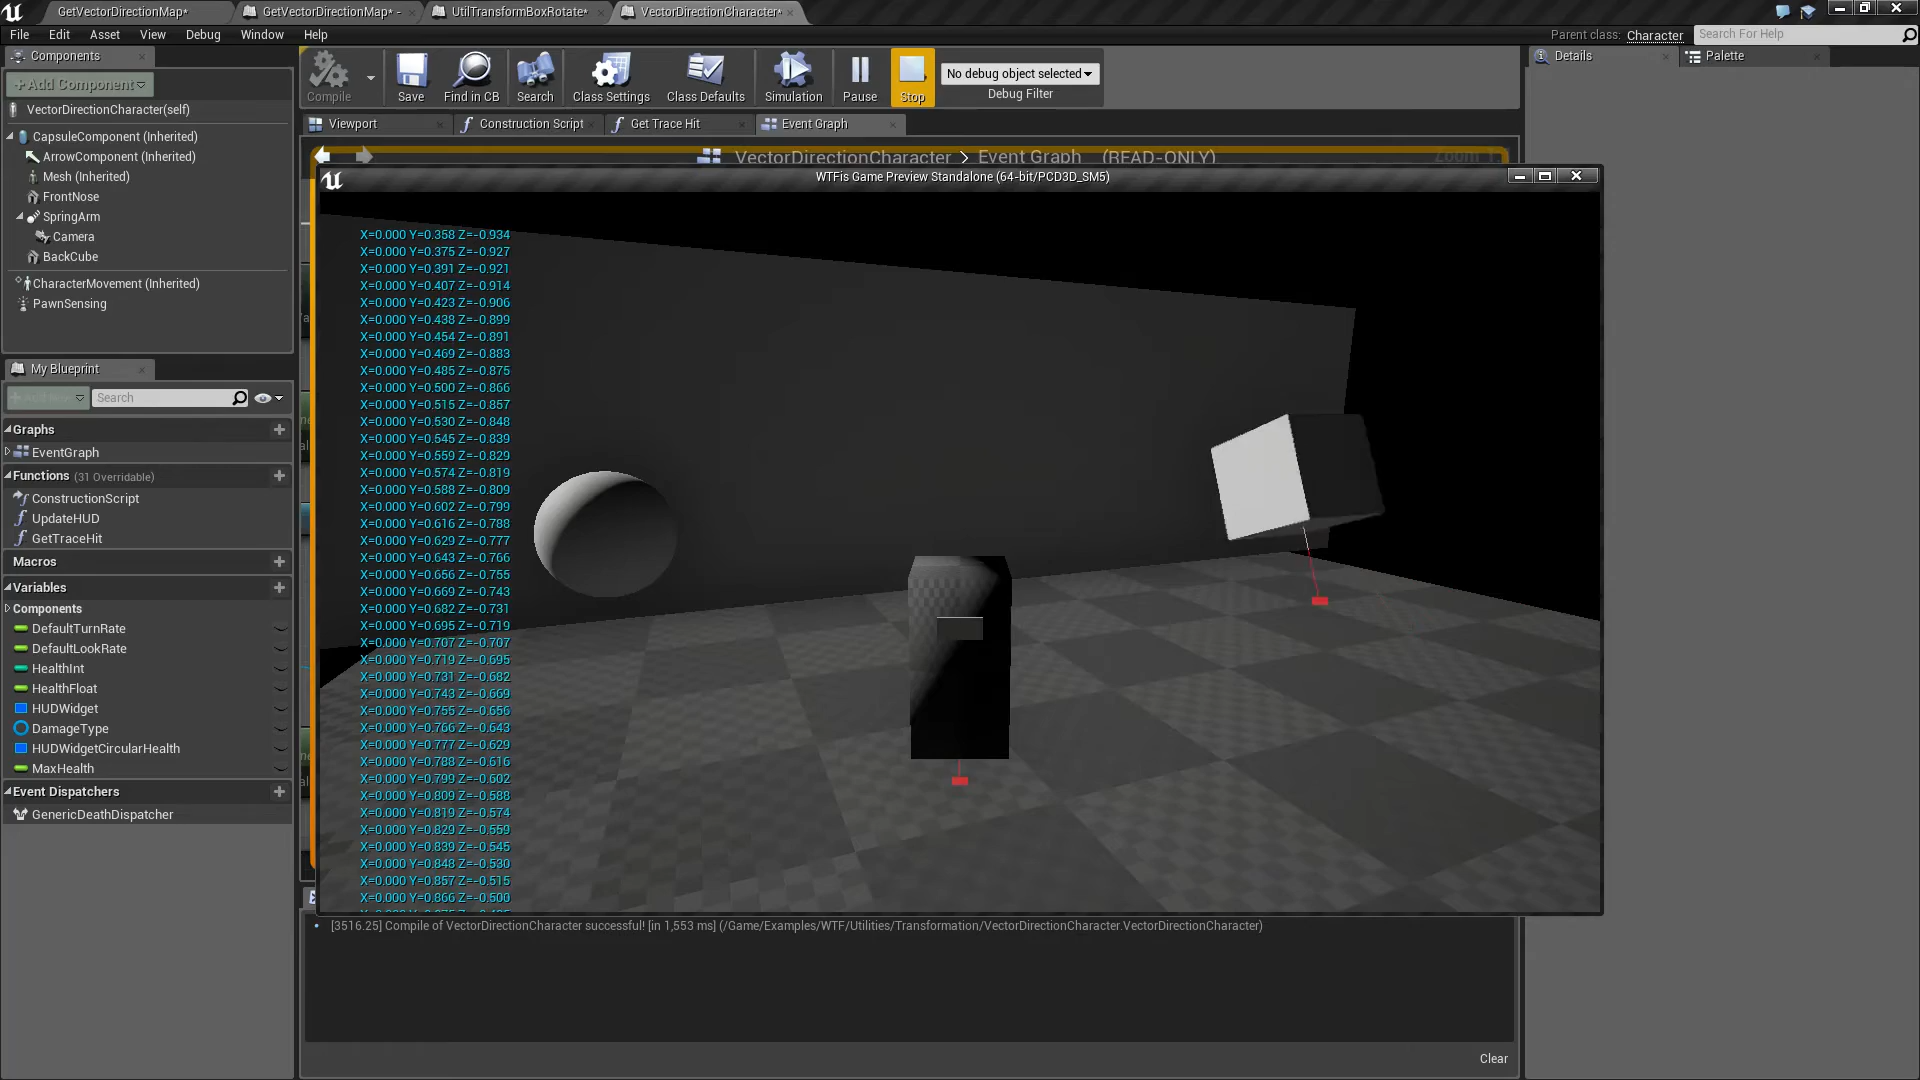 GetVectorDirectionMap*
GetVectorDirectionMap* -
UtilTransformBoxRotate*
VectorDirectionCharacter*
File Edit Asset View Debug Window Help
Parent class: Character
Search For Help
Components
+Add Component
VectorDirectionCharacter(self)
CapsuleComponent (Inherited)
ArrowComponent (Inherited)
Mesh (Inherited)
FrontNose
SpringArm
Camera
BackCube
CharacterMovement (Inherited)
PawnSensing
Compile
Save
Find in CB
Search
Class Settings
Class Defaults
Simulation
Pause
Stop
No debug object selected
Debug Filter
Details
Palette
Viewport
Construction Script
Get Trace Hit
Event Graph
VectorDirectionCharacter > Event Graph (READ-ONLY)
WTFis Game Preview Standalone (64-bit/PCD3D_SM5)
X=0.000 Y=0.358 Z=-0.934
X=0.000 Y=0.375 Z=-0.927
X=0.000 Y=0.391 Z=-0.921
X=0.000 Y=0.407 Z=-0.914
X=0.000 Y=0.423 Z=-0.906
X=0.000 Y=0.438 Z=-0.899
X=0.000 Y=0.454 Z=-0.891
X=0.000 Y=0.469 Z=-0.883
X=0.000 Y=0.485 Z=-0.875
X=0.000 Y=0.500 Z=-0.866
X=0.000 Y=0.515 Z=-0.857
X=0.000 Y=0.530 Z=-0.848
X=0.000 Y=0.545 Z=-0.839
X=0.000 Y=0.559 Z=-0.829
X=0.000 Y=0.574 Z=-0.819
X=0.000 Y=0.588 Z=-0.809
X=0.000 Y=0.602 Z=-0.799
X=0.000 Y=0.616 Z=-0.788
X=0.000 Y=0.629 Z=-0.777
X=0.000 Y=0.643 Z=-0.766
X=0.000 Y=0.656 Z=-0.755
X=0.000 Y=0.669 Z=-0.743
X=0.000 Y=0.682 Z=-0.731
X=0.000 Y=0.695 Z=-0.719
X=0.000 Y=0.707 Z=-0.707
X=0.000 Y=0.719 Z=-0.695
X=0.000 Y=0.731 Z=-0.682
X=0.000 Y=0.743 Z=-0.669
X=0.000 Y=0.755 Z=-0.656
X=0.000 Y=0.766 Z=-0.643
X=0.000 Y=0.777 Z=-0.629
X=0.000 Y=0.788 Z=-0.616
X=0.000 Y=0.799 Z=-0.602
X=0.000 Y=0.809 Z=-0.588
X=0.000 Y=0.819 Z=-0.574
X=0.000 Y=0.829 Z=-0.559
X=0.000 Y=0.839 Z=-0.545
X=0.000 Y=0.848 Z=-0.530
X=0.000 Y=0.857 Z=-0.515
X=0.000 Y=0.866 Z=-0.500
My Blueprint
Search
Graphs
EventGraph
Functions (31 Overridable)
ConstructionScript
UpdateHUD
GetTraceHit
Macros
Variables
Components
DefaultTurnRate
DefaultLookRate
HealthInt
HealthFloat
HUDWidget
DamageType
HUDWidgetCircularHealth
MaxHealth
Event Dispatchers
GenericDeathDispatcher
[3516.25] Compile of VectorDirectionCharacter successful! [in 1,553 ms] (/Game/Examples/WTF/Utilities/Transformation/VectorDirectionCharacter.VectorDirectionCharacter)
Clear